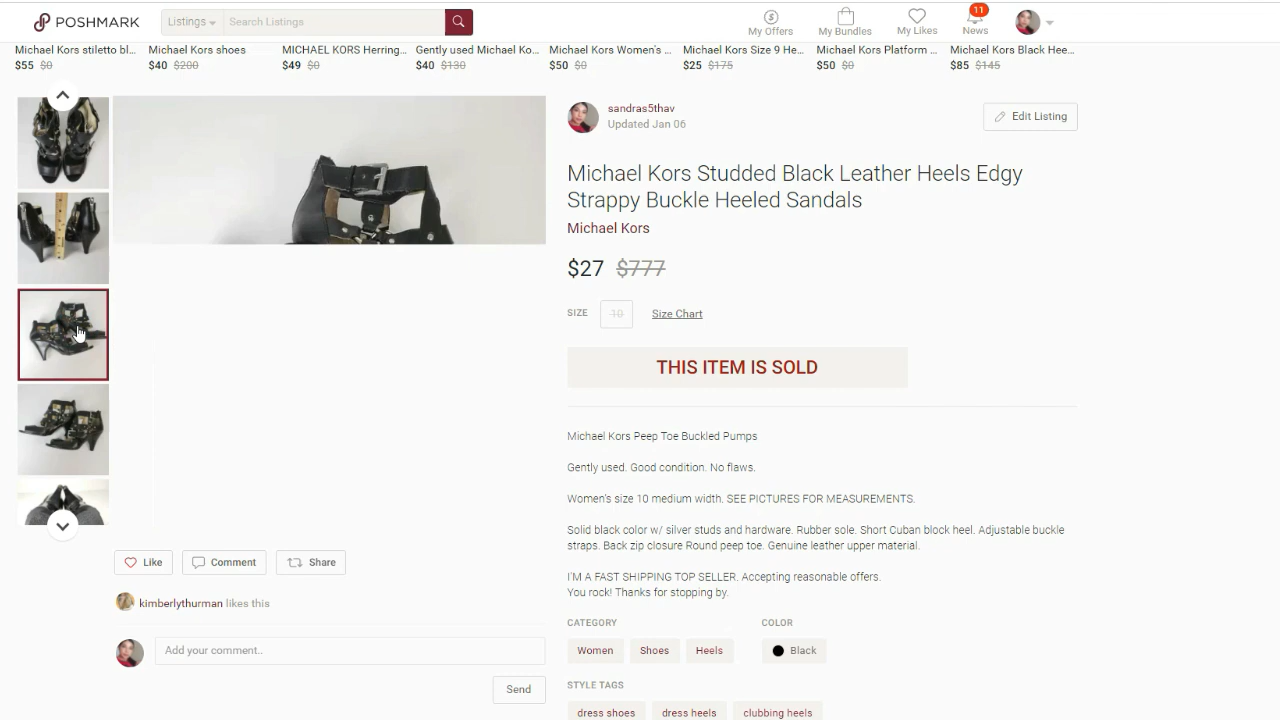 POSHMARK
Listings
Search Listings
11
My Offers
My Bundles
My Likes
News
Michael Kors stiletto bl...
Michael Kors shoes
MICHAEL KORS Herring...
Gently used Michael Ko...
Michael Kors Women's ...
Michael Kors Size 9 He...
Michael Kors Platform ...
Michael Kors Black Hee...
$55 $0
$40 $200
$49 $0
$40 $130
$50 $0
$25 $175
$50 $0
$85 $145
sandras5thav
Updated Jan 06
Edit Listing
Michael Kors Studded Black Leather Heels Edgy
Strappy Buckle Heeled Sandals
Michael Kors
$27 $777
SIZE 10 Size Chart
THIS ITEM IS SOLD
Michael Kors Peep Toe Buckled Pumps
Gently used. Good condition. No flaws.
Women's size 10 medium width. SEE PICTURES FOR MEASUREMENTS.
Solid black color w/ silver studs and hardware. Rubber sole. Short Cuban block heel. Adjustable buckle
straps. Back zip closure Round peep toe. Genuine leather upper material.
I'M A FAST SHIPPING TOP SELLER. Accepting reasonable offers.
You rock! Thanks for stopping by.
CATEGORY
Women Shoes Heels
COLOR
Black
STYLE TAGS
dress shoes dress heels clubbing heels
Like Comment Share
kimberlythurman likes this
Add your comment..
Send